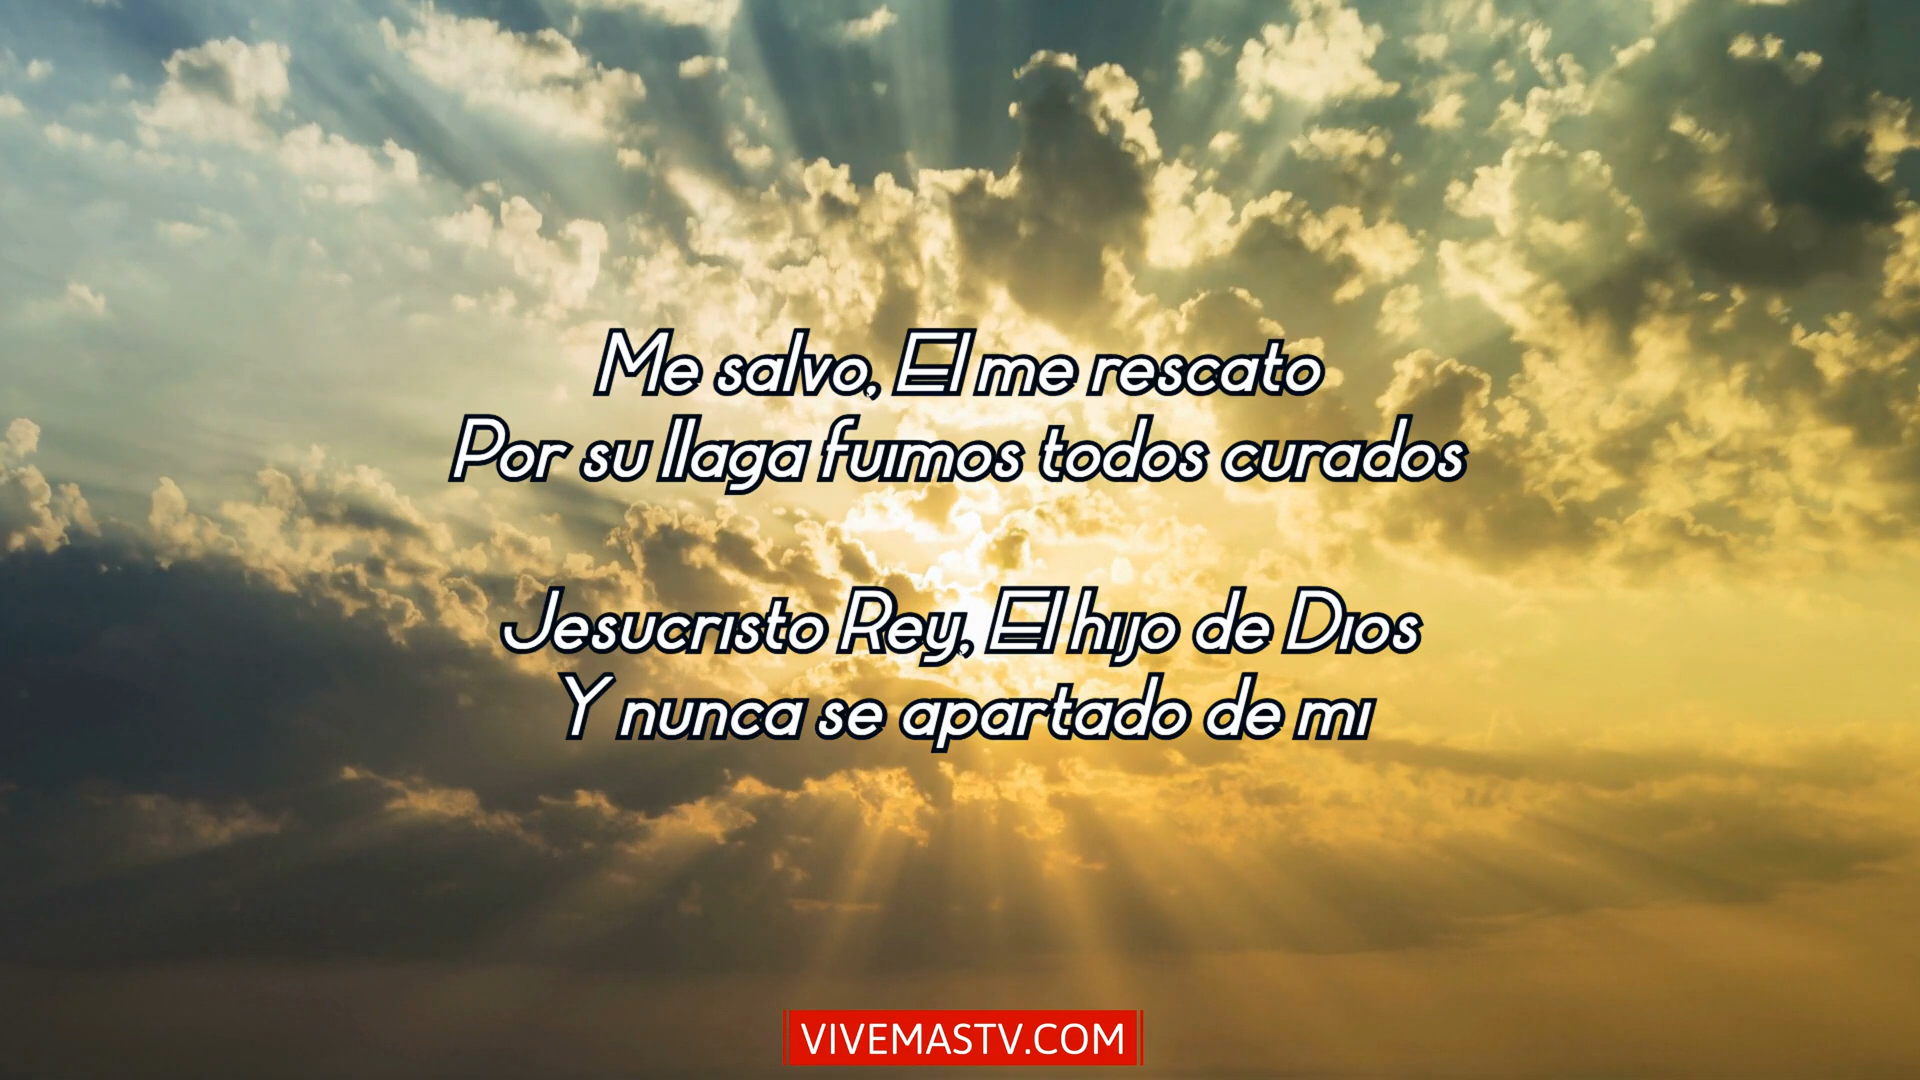 Me salvo, El me rescato
Por su llaga fuimos todos curados
Jesucristo Rey, El hijo de Dios
Y nunca se apartado de mi
VIVEMASTV.COM